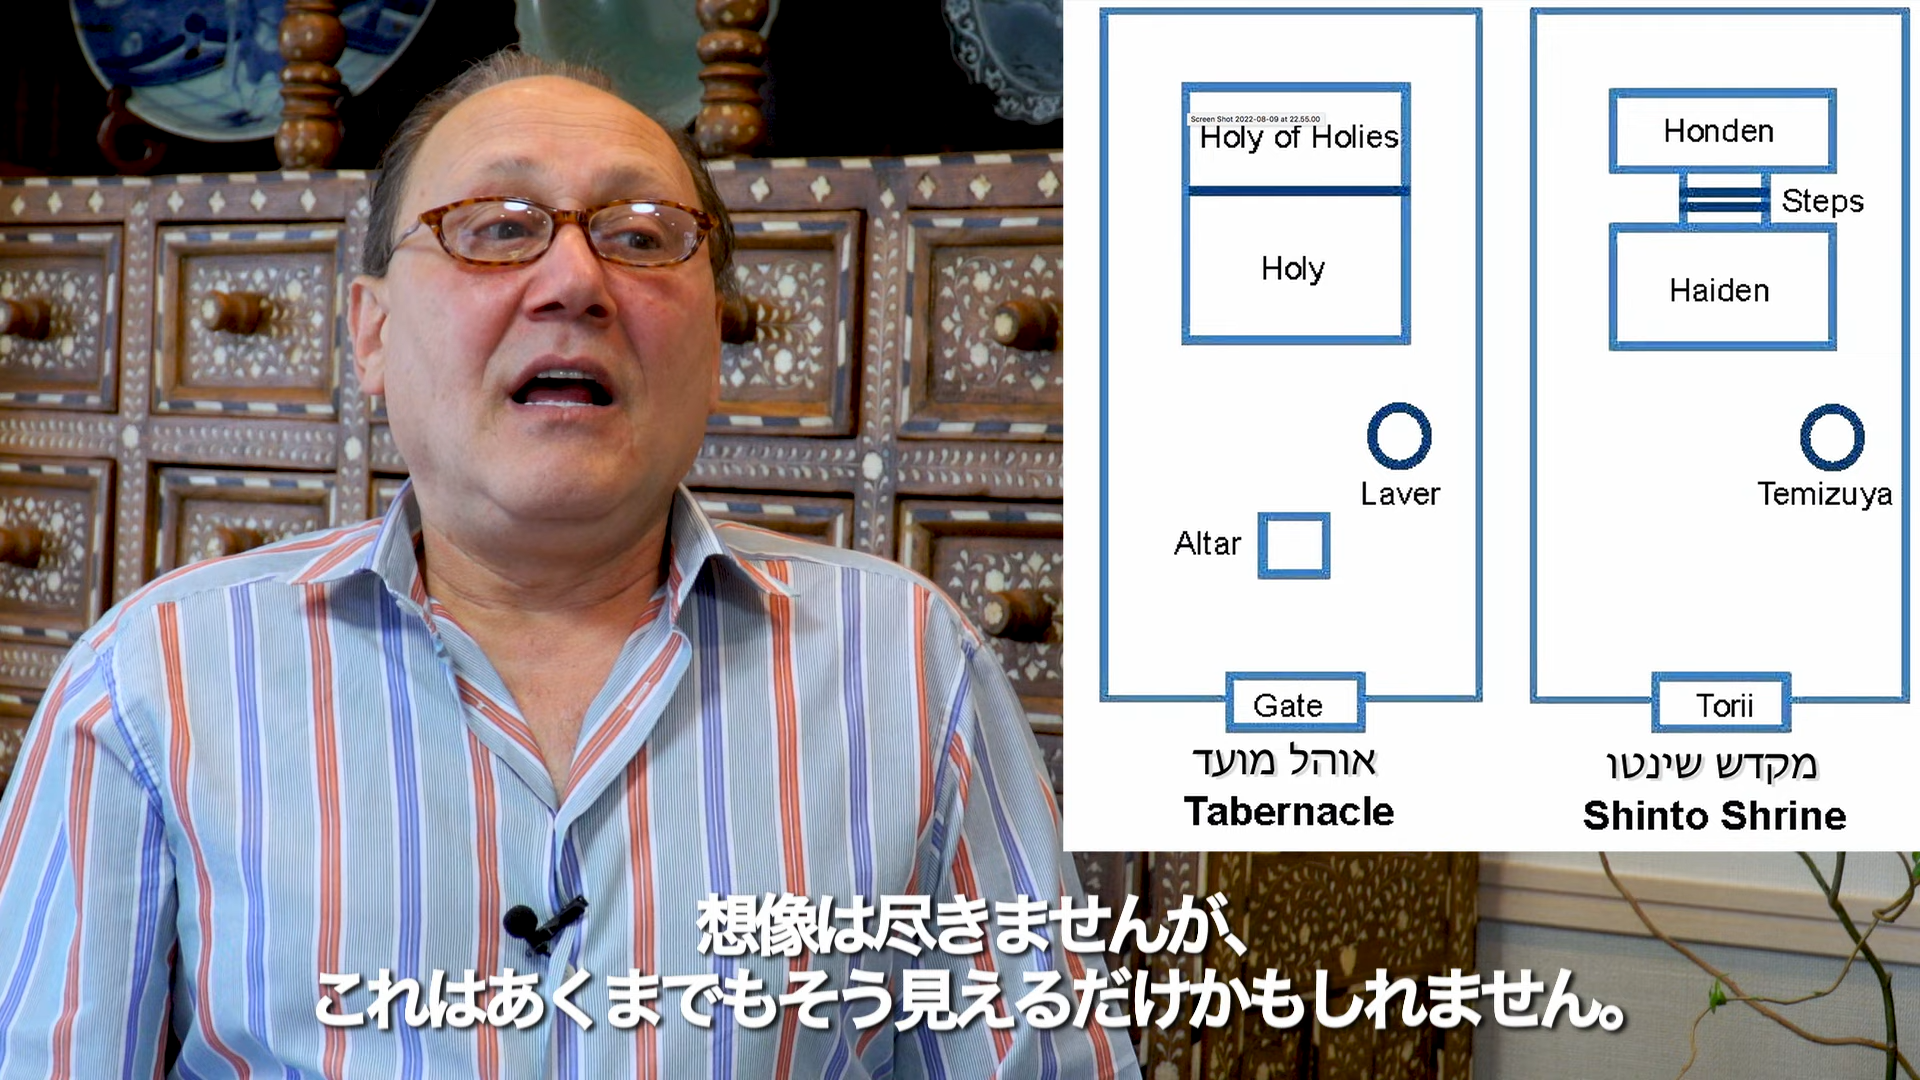 Screen Shot 2022-08-09 at 22.55.00
Holy of Holies
Holy
Laver
Altar
Gate
אוהל מועד
Tabernacle
Honden
Steps
Haiden
Temizuya
Torii
מקדש שינטו
Shinto Shrine
想像は尽きませんが、
これはあくまでもそう見えるだけかもしれません。